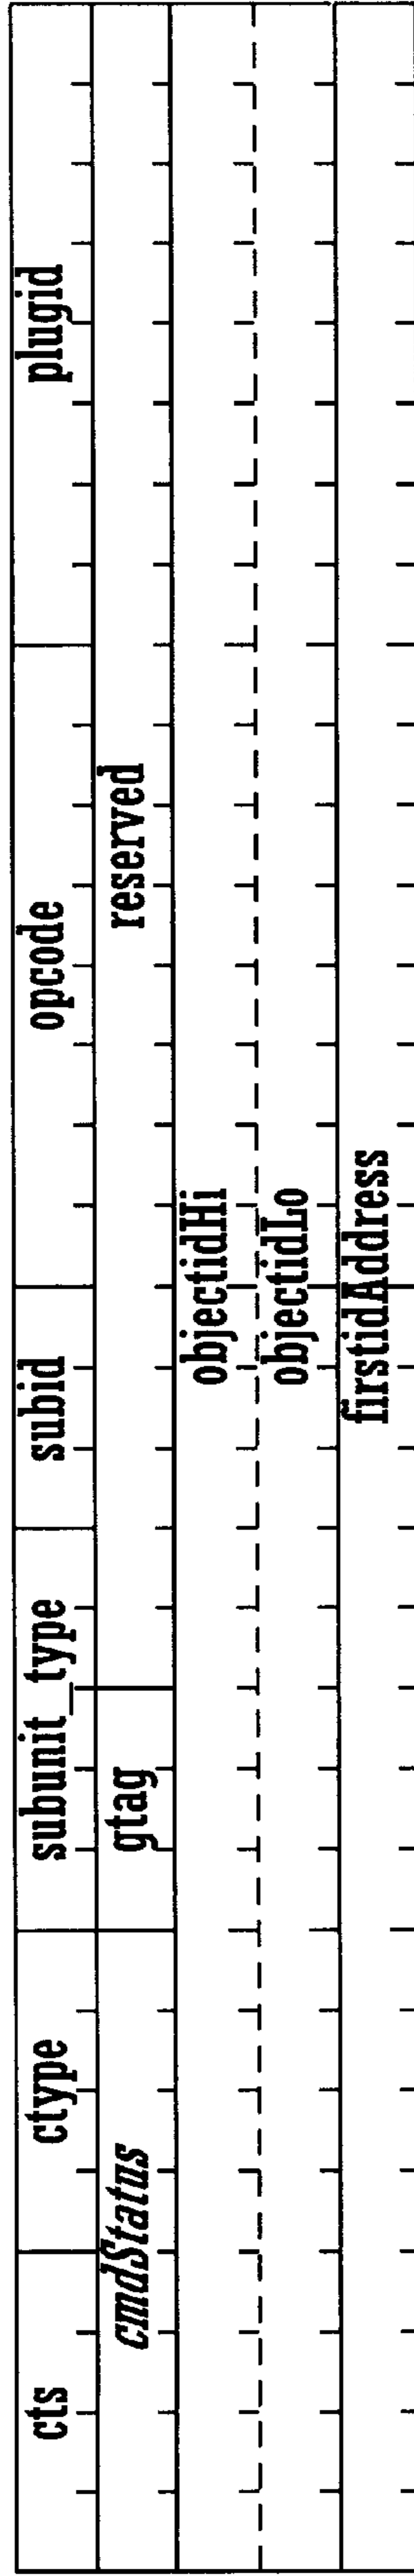 cts ctype subunit_type subid opcode plugid
cmdStatus gtag reserved
objectidHi
objectidLo
firstidAddress